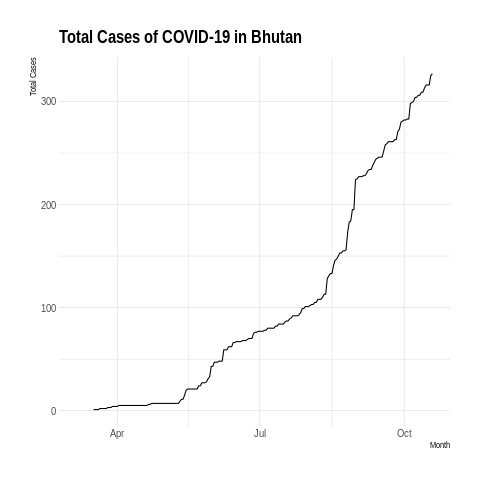 Total Cases of COVID-19 in Bhutan
Total Cases
300
200
100
0
Apr Jul Oct
Month